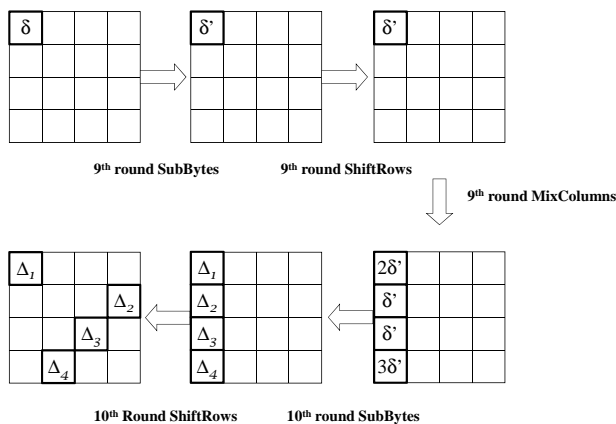 δ δ’ δ’
9th round SubBytes 9th round ShiftRows
9th round MixColumns
Δ1 Δ1 2δ’
Δ2 Δ2 δ’
Δ3 Δ3 δ’
Δ4 Δ4 3δ’
10th Round ShiftRows 10th round SubBytes